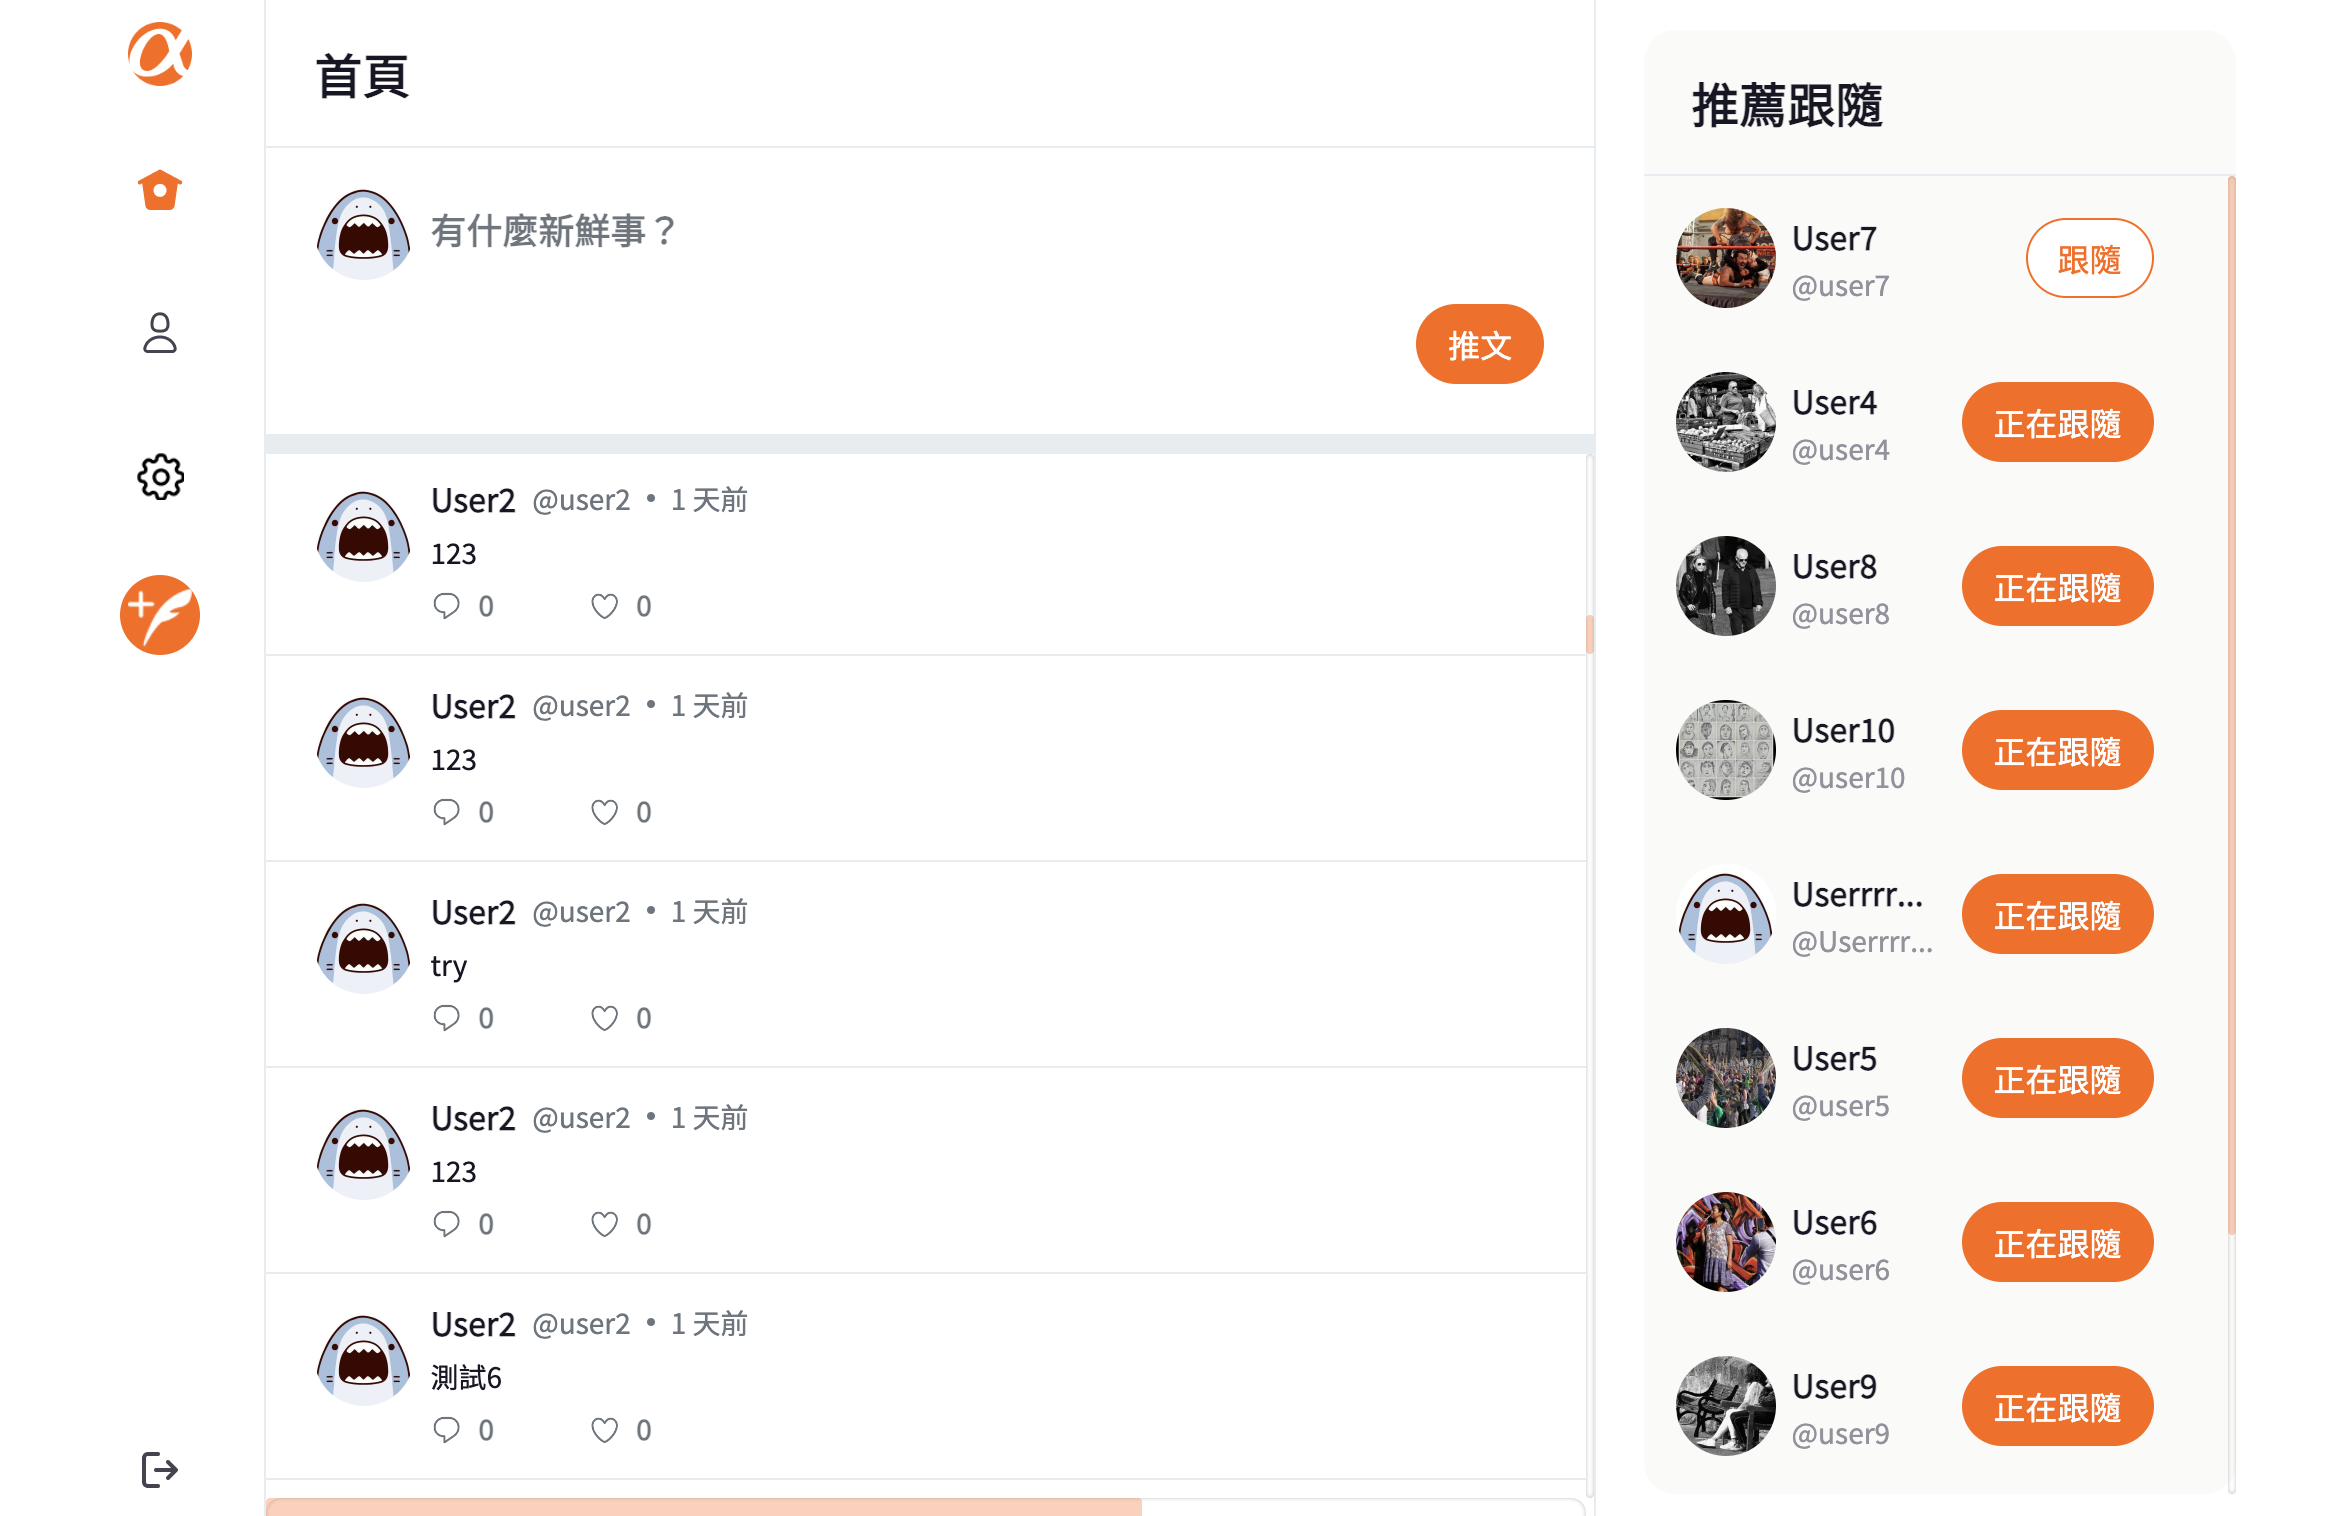 首頁
有什麼新鮮事？
推文
User2 @user2 • 1 天前
123
0 0
User2 @user2 • 1 天前
123
0 0
User2 @user2 • 1 天前
try
0 0
User2 @user2 • 1 天前
123
0 0
User2 @user2 • 1 天前
測試6
0 0
推薦跟隨
User7
@user7
跟隨
User4
@user4
正在跟隨
User8
@user8
正在跟隨
User10
@user10
正在跟隨
Userrrr...
@Userrrr...
正在跟隨
User5
@user5
正在跟隨
User6
@user6
正在跟隨
User9
@user9
正在跟隨